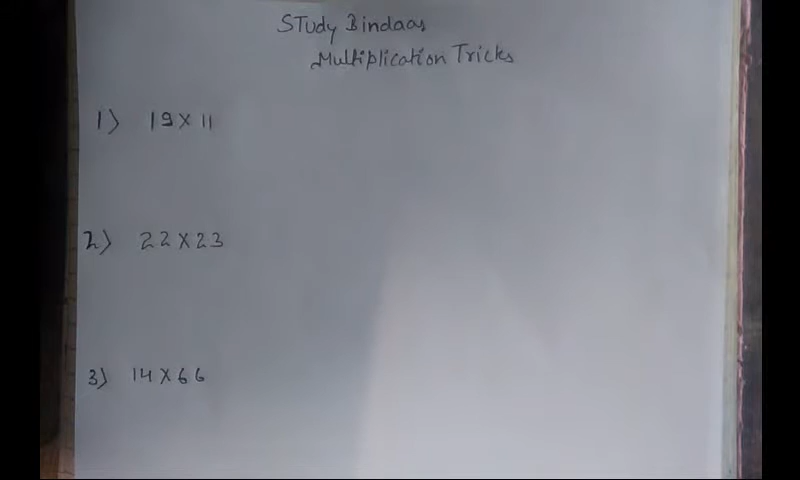 STudy Bindaas
Multiplication Tricks
1) 19 X 11
2) 22 X 23
3) 14 X 66